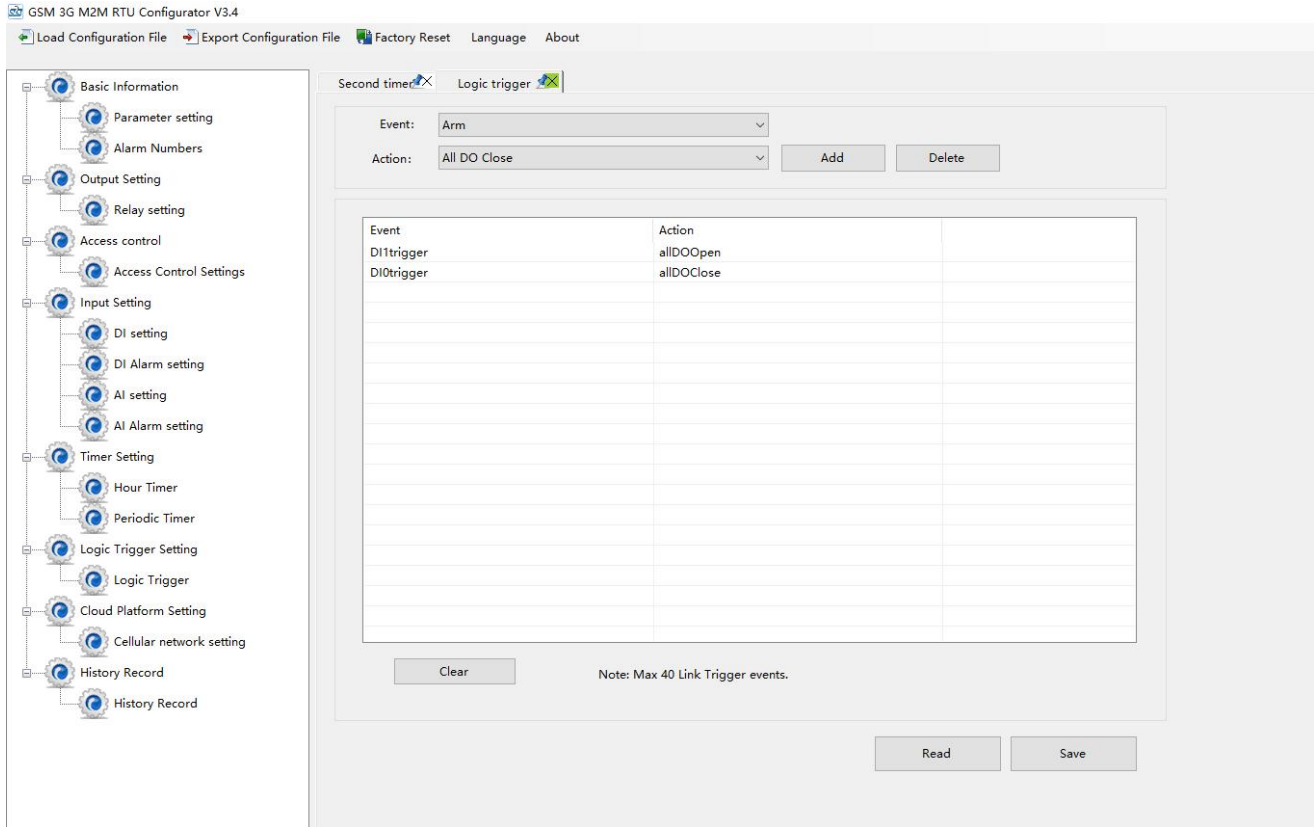 GSM 3G M2M RTU Configurator V3.4
Load Configuration File Export Configuration File Factory Reset Language About
Basic Information
Parameter setting
Alarm Numbers
Output Setting
Relay setting
Access control
Access Control Settings
Input Setting
DI setting
DI Alarm setting
AI setting
AI Alarm setting
Timer Setting
Hour Timer
Periodic Timer
Logic Trigger Setting
Logic Trigger
Cloud Platform Setting
Cellular network setting
History Record
History Record
Second timer Logic trigger
Event: Arm
Action: All DO Close Add Delete
Event Action
DI1trigger allDOOpen
DI0trigger allDOClose
Clear Note: Max 40 Link Trigger events.
Read Save